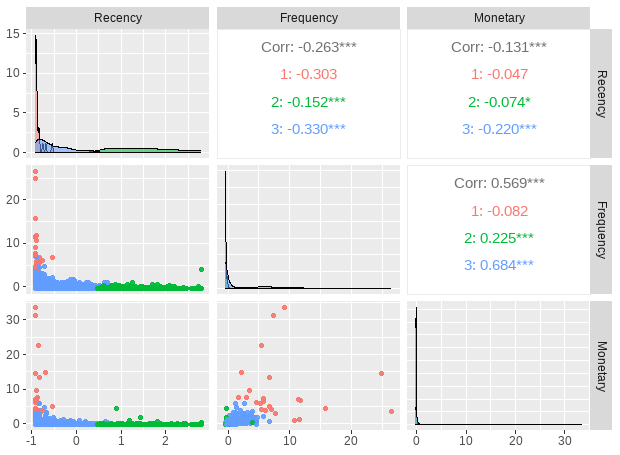 Recency Frequency Monetary
15
10
5
0
Corr: -0.263***
1: -0.303
2: -0.152***
3: -0.330***
Corr: -0.131***
1: -0.047
2: -0.074*
3: -0.220***
Recency
20
10
0
Corr: 0.569***
1: -0.082
2: 0.225***
3: 0.684***
Frequency
30
20
10
0
Monetary
-1 0 1 2
0 10 20
0 10 20 30